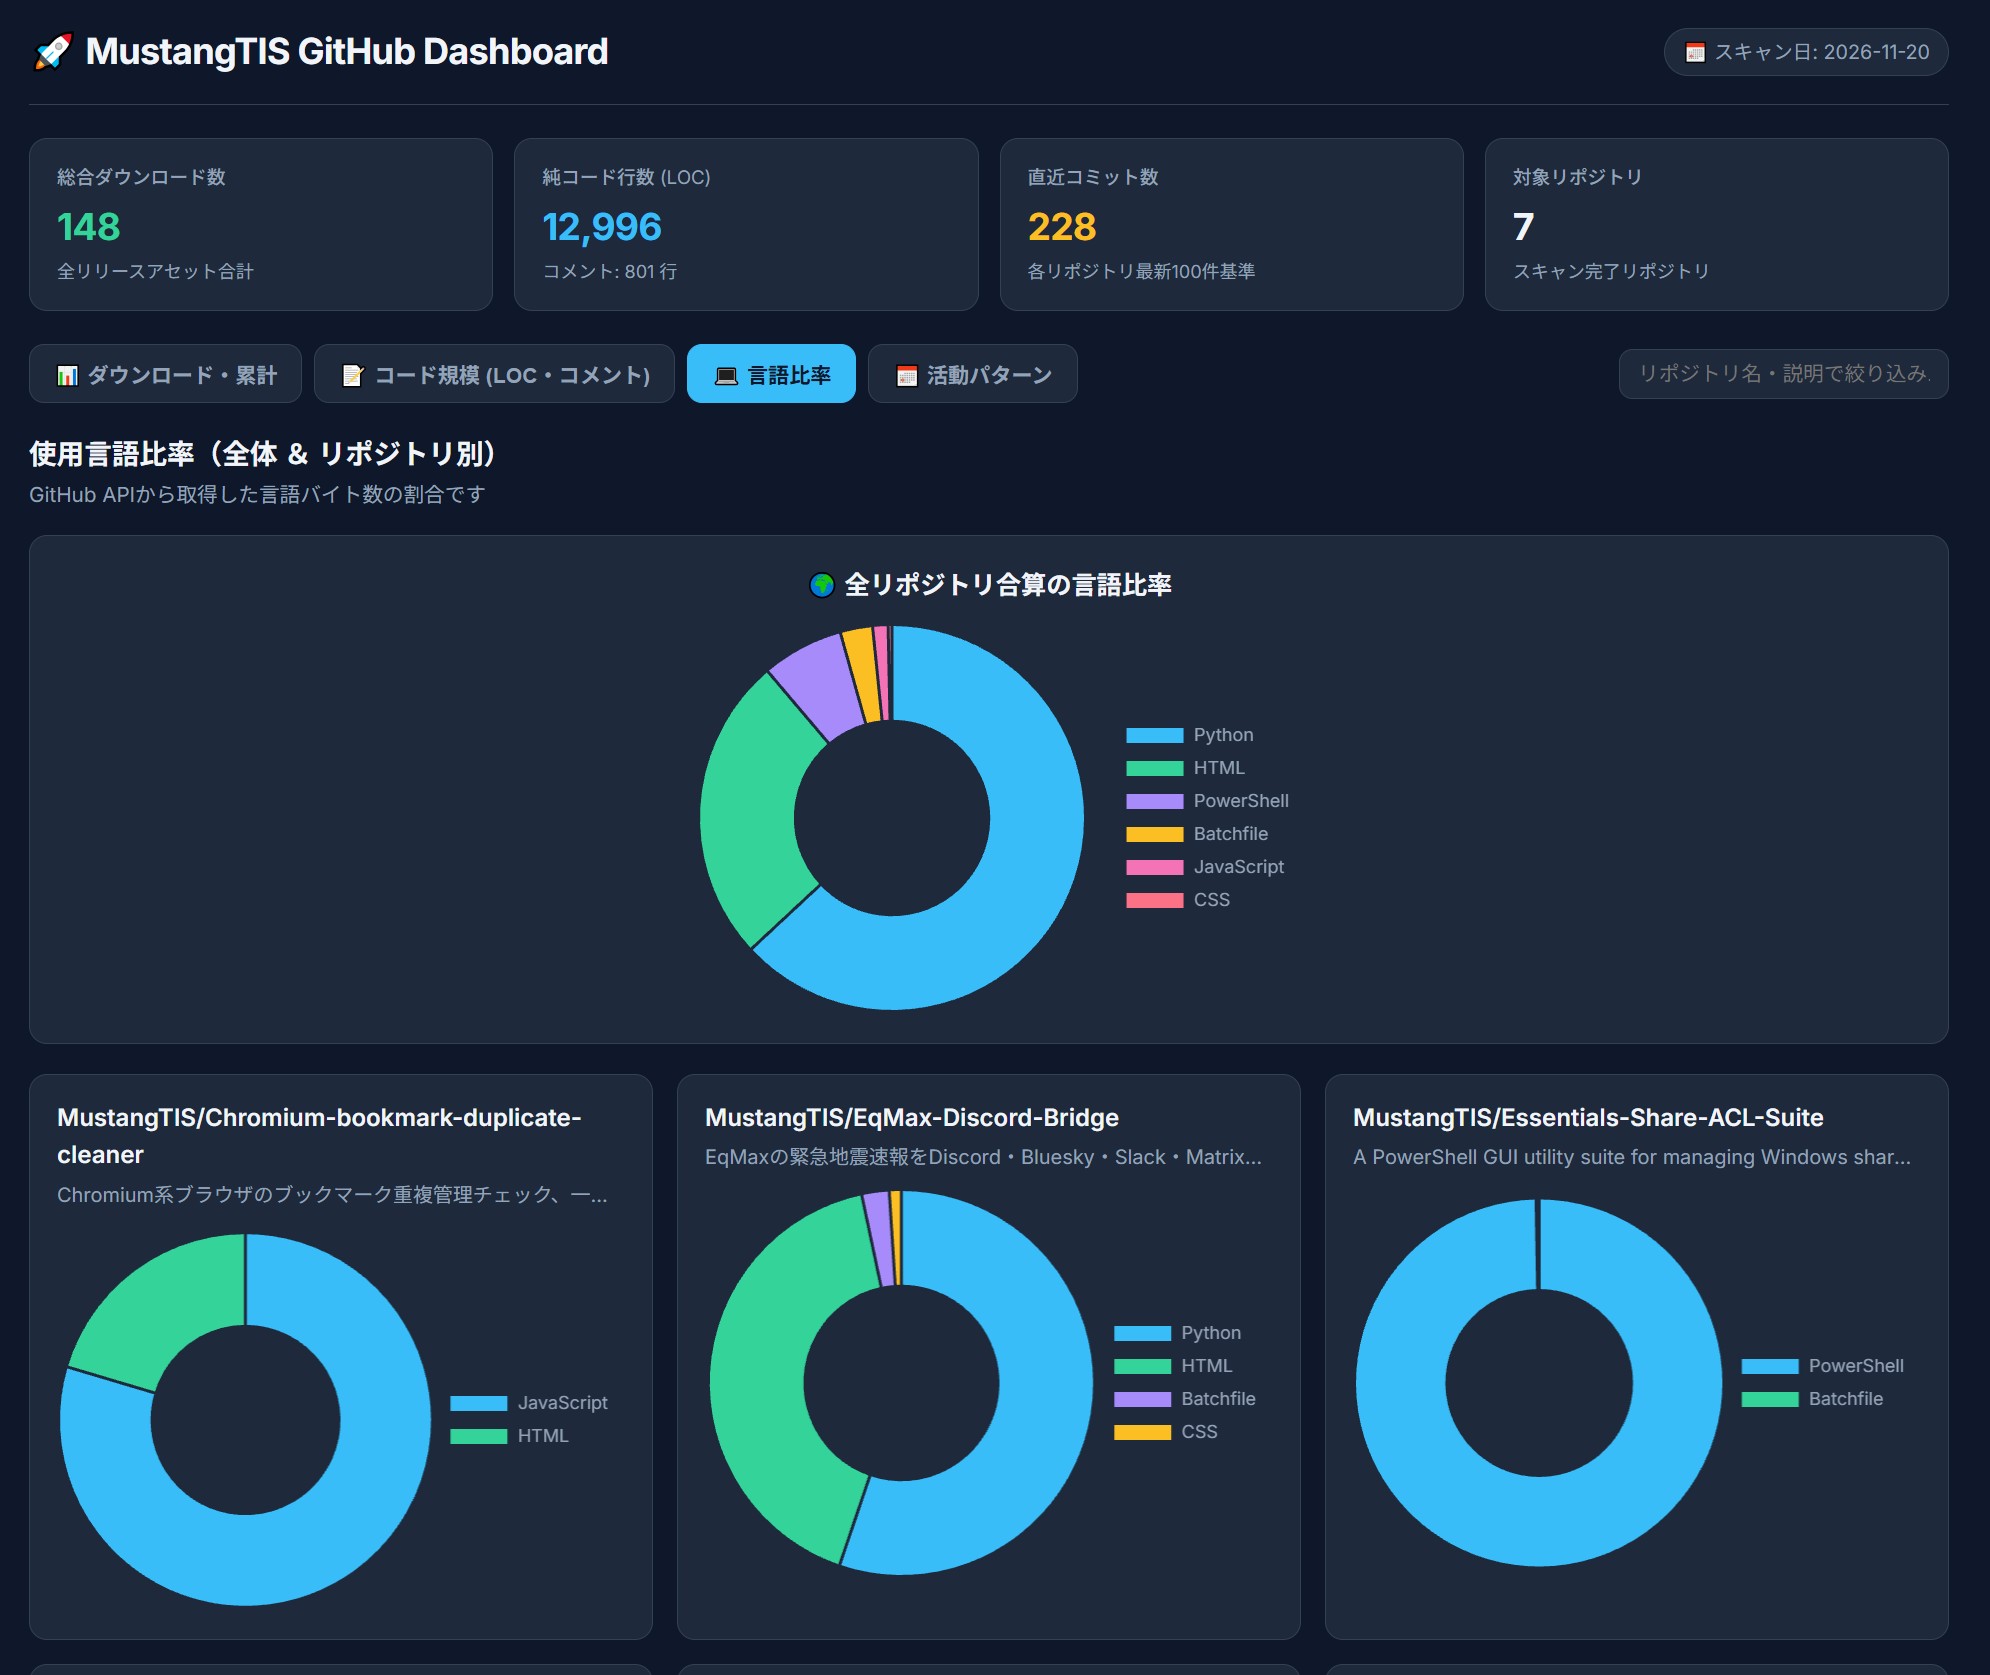 MustangTIS GitHub Dashboard
スキャン日: 2026-11-20
総合ダウンロード数
148
全リリースアセット合計
純コード行数 (LOC)
12,996
コメント: 801 行
直近コミット数
228
各リポジトリ最新100件基準
対象リポジトリ
7
スキャン完了リポジトリ
ダウンロード・累計
コード規模 (LOC・コメント)
言語比率
活動パターン
リポジトリ名・説明で絞り込み.
使用言語比率（全体 & リポジトリ別）
GitHub APIから取得した言語バイト数の割合です
全リポジトリ合算の言語比率
Python
HTML
PowerShell
Batchfile
JavaScript
CSS
MustangTIS/Chromium-bookmark-duplicate-
cleaner
Chromium系ブラウザのブックマーク重複管理チェック、一...
JavaScript
HTML
MustangTIS/EqMax-Discord-Bridge
EqMaxの緊急地震速報をDiscord・Bluesky・Slack・Matrix...
Python
HTML
Batchfile
CSS
MustangTIS/Essentials-Share-ACL-Suite
A PowerShell GUI utility suite for managing Windows shar...
PowerShell
Batchfile